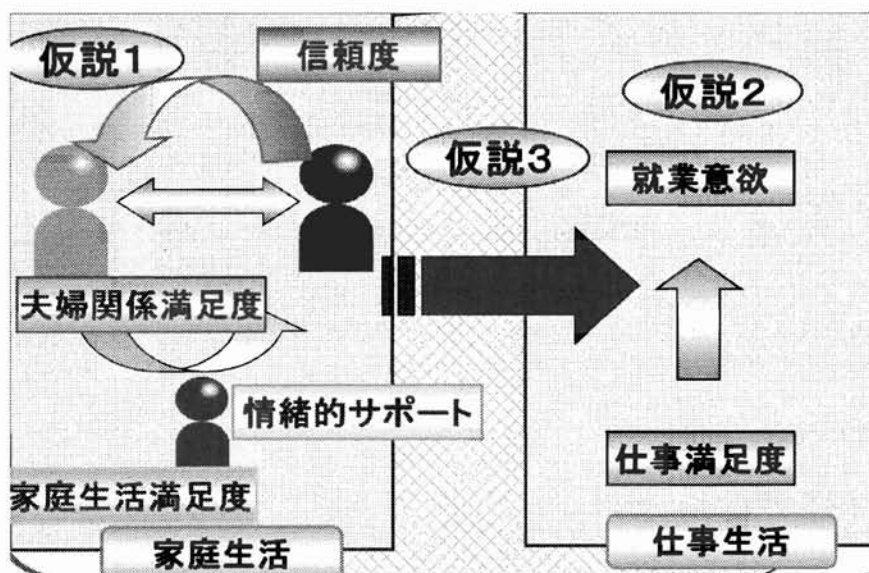 仮説1
信頼度
仮説2
仮説3
就業意欲
夫婦関係満足度
情緒的サポート
仕事満足度
家庭生活満足度
家庭生活
仕事生活